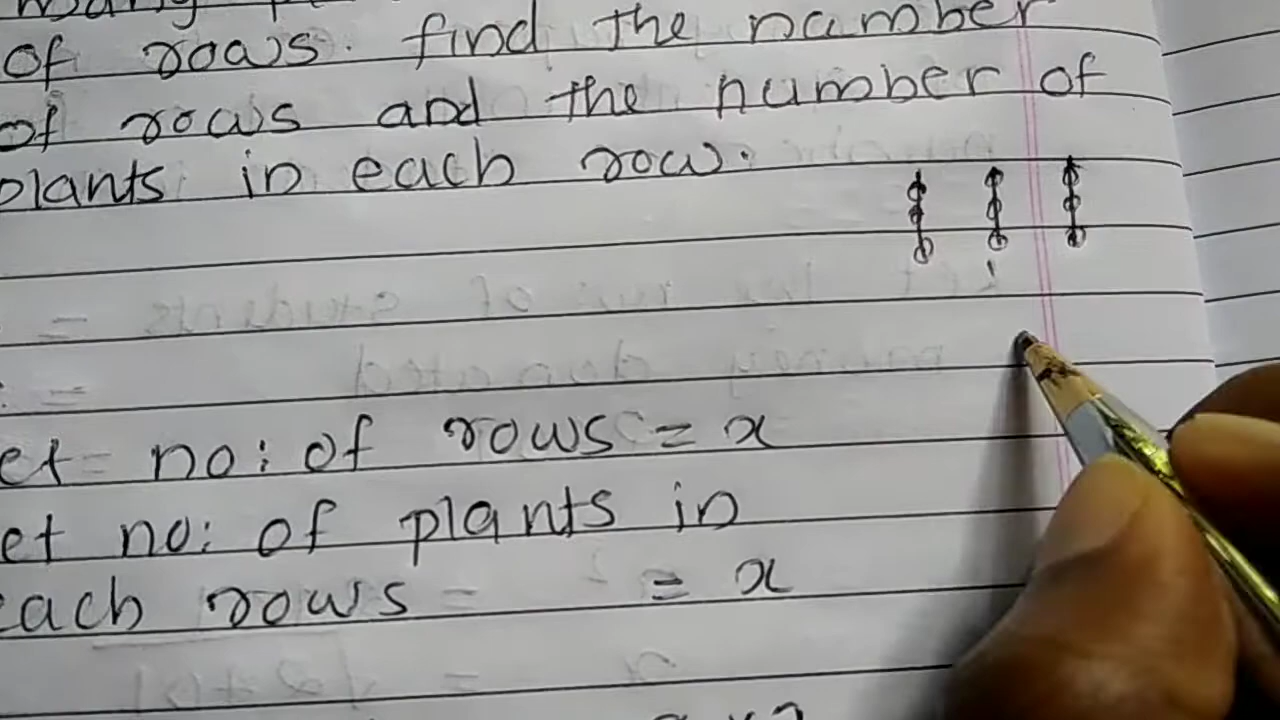 of rows. find the number
of rows and the number of
plants in each row.
et no: of rows = x
et no: of plants in
each rows = x